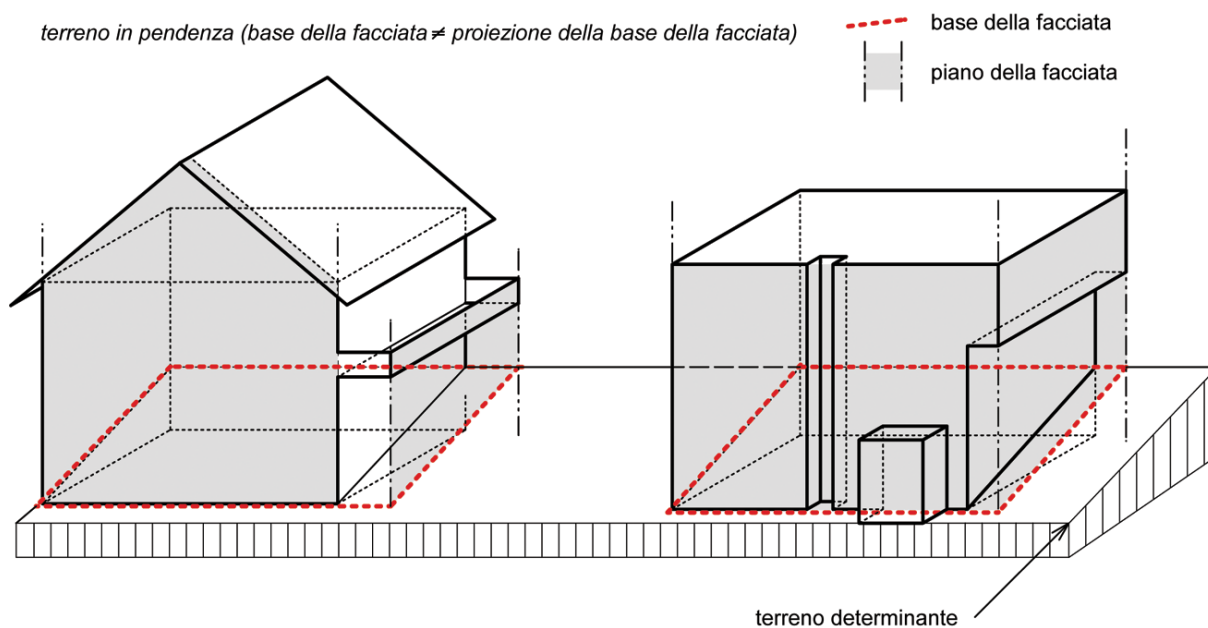 terreno in pendenza (base della facciata ≠ proiezione della base della facciata)
base della facciata
piano della facciata
terreno determinante